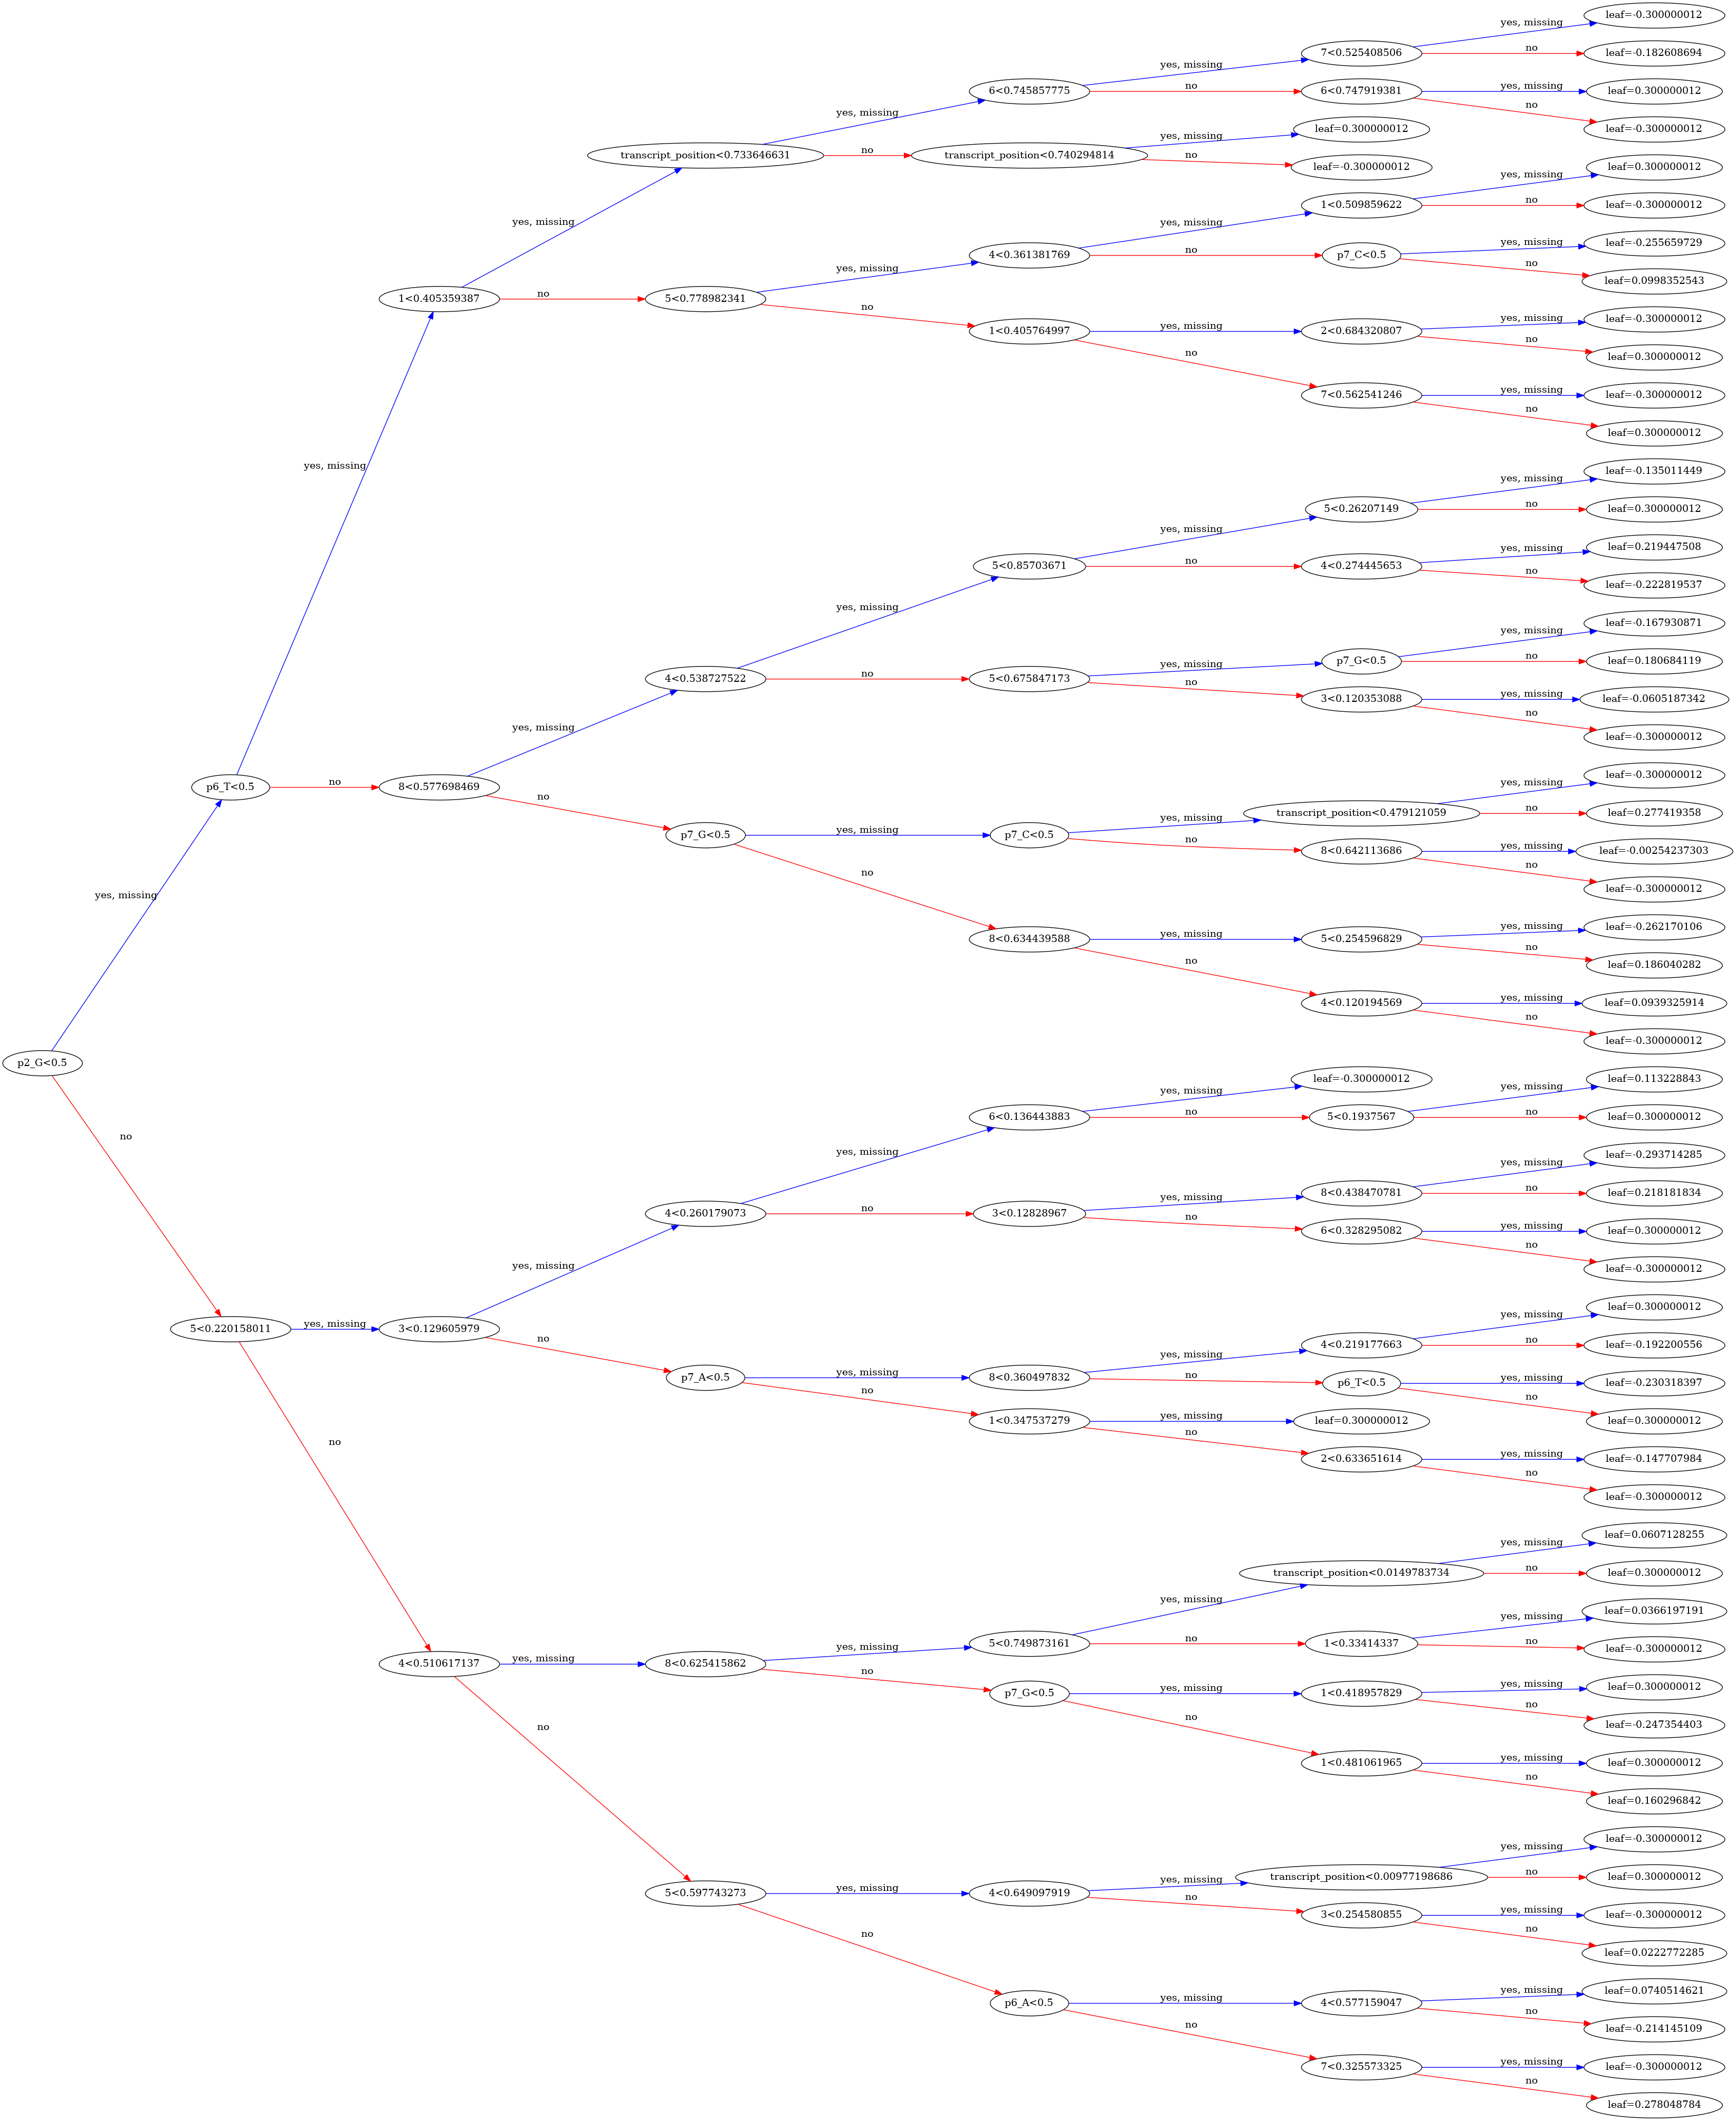 yes, missing
leaf=-0.300000012
7<0.525408506
no
leaf=-0.182608694
yes, missing
6<0.745857775
yes, missing
no
6<0.747919381
yes, missing
leaf=0.300000012
no
leaf=-0.300000012
yes, missing
transcript_position<0.733646631
no
transcript_position<0.740294814
yes, missing
leaf=0.300000012
no
leaf=-0.300000012
yes, missing
1<0.405359387
no
5<0.778982341
yes, missing
4<0.361381769
yes, missing
1<0.509859622
yes, missing
leaf=0.300000012
no
leaf=-0.300000012
no
p7_C<0.5
yes, missing
leaf=-0.255659729
no
leaf=0.0998352543
no
1<0.405764997
yes, missing
2<0.684320807
yes, missing
leaf=-0.300000012
no
leaf=0.300000012
no
7<0.562541246
yes, missing
leaf=-0.300000012
no
leaf=0.300000012
yes, missing
p6_T<0.5
no
8<0.577698469
yes, missing
4<0.538727522
yes, missing
5<0.85703671
yes, missing
5<0.26207149
yes, missing
leaf=-0.135011449
no
leaf=0.300000012
no
4<0.274445653
yes, missing
leaf=0.219447508
no
leaf=-0.222819537
no
5<0.675847173
yes, missing
p7_G<0.5
yes, missing
leaf=-0.167930871
no
leaf=0.180684119
no
3<0.120353088
yes, missing
leaf=-0.0605187342
no
leaf=-0.300000012
no
p7_G<0.5
yes, missing
p7_C<0.5
yes, missing
transcript_position<0.479121059
yes, missing
leaf=-0.300000012
no
leaf=0.277419358
no
8<0.642113686
yes, missing
leaf=-0.00254237303
no
leaf=-0.300000012
no
8<0.634439588
yes, missing
5<0.254596829
yes, missing
leaf=-0.262170106
no
leaf=0.186040282
no
4<0.120194569
yes, missing
leaf=0.0939325914
no
leaf=-0.300000012
yes, missing
p2_G<0.5
no
5<0.220158011
yes, missing
3<0.129605979
yes, missing
4<0.260179073
yes, missing
6<0.136443883
yes, missing
leaf=-0.300000012
no
5<0.1937567
yes, missing
leaf=0.113228843
no
leaf=0.300000012
no
3<0.12828967
yes, missing
8<0.438470781
yes, missing
leaf=-0.293714285
no
leaf=0.218181834
no
6<0.328295082
yes, missing
leaf=0.300000012
no
leaf=-0.300000012
no
p7_A<0.5
yes, missing
8<0.360497832
yes, missing
4<0.219177663
yes, missing
leaf=0.300000012
no
leaf=-0.192200556
no
p6_T<0.5
yes, missing
leaf=-0.230318397
no
leaf=0.300000012
no
1<0.347537279
yes, missing
leaf=0.300000012
no
2<0.633651614
yes, missing
leaf=-0.147707984
no
leaf=-0.300000012
no
4<0.510617137
yes, missing
8<0.625415862
yes, missing
5<0.749873161
yes, missing
transcript_position<0.0149783734
yes, missing
leaf=0.0607128255
no
leaf=0.300000012
no
1<0.33414337
yes, missing
leaf=0.0366197191
no
leaf=-0.300000012
no
p7_G<0.5
yes, missing
1<0.418957829
yes, missing
leaf=0.300000012
no
leaf=-0.247354403
no
1<0.481061965
yes, missing
leaf=0.300000012
no
leaf=0.160296842
no
5<0.597743273
yes, missing
4<0.649097919
yes, missing
transcript_position<0.00977198686
yes, missing
leaf=-0.300000012
no
leaf=0.300000012
no
3<0.254580855
yes, missing
leaf=-0.300000012
no
leaf=0.0222772285
no
p6_A<0.5
yes, missing
4<0.577159047
yes, missing
leaf=0.0740514621
no
leaf=-0.214145109
no
7<0.325573325
yes, missing
leaf=-0.300000012
no
leaf=0.278048784